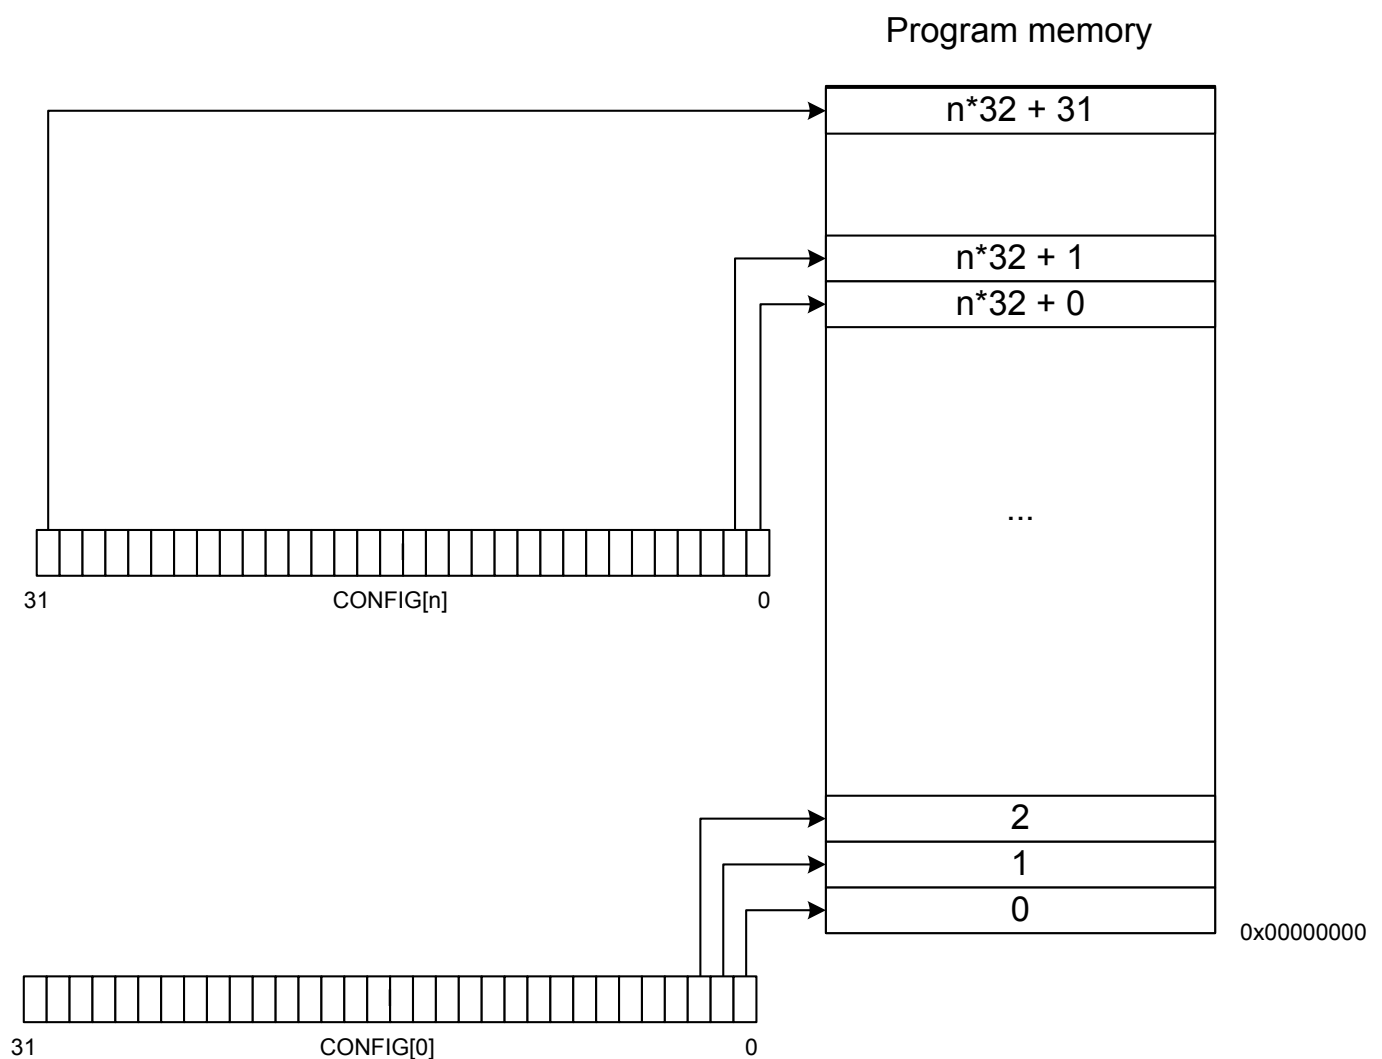 Program memory
n*32 + 31
n*32 + 1
n*32 + 0
...
31 CONFIG[n] 0
2
1
0
0x00000000
31 CONFIG[0] 0